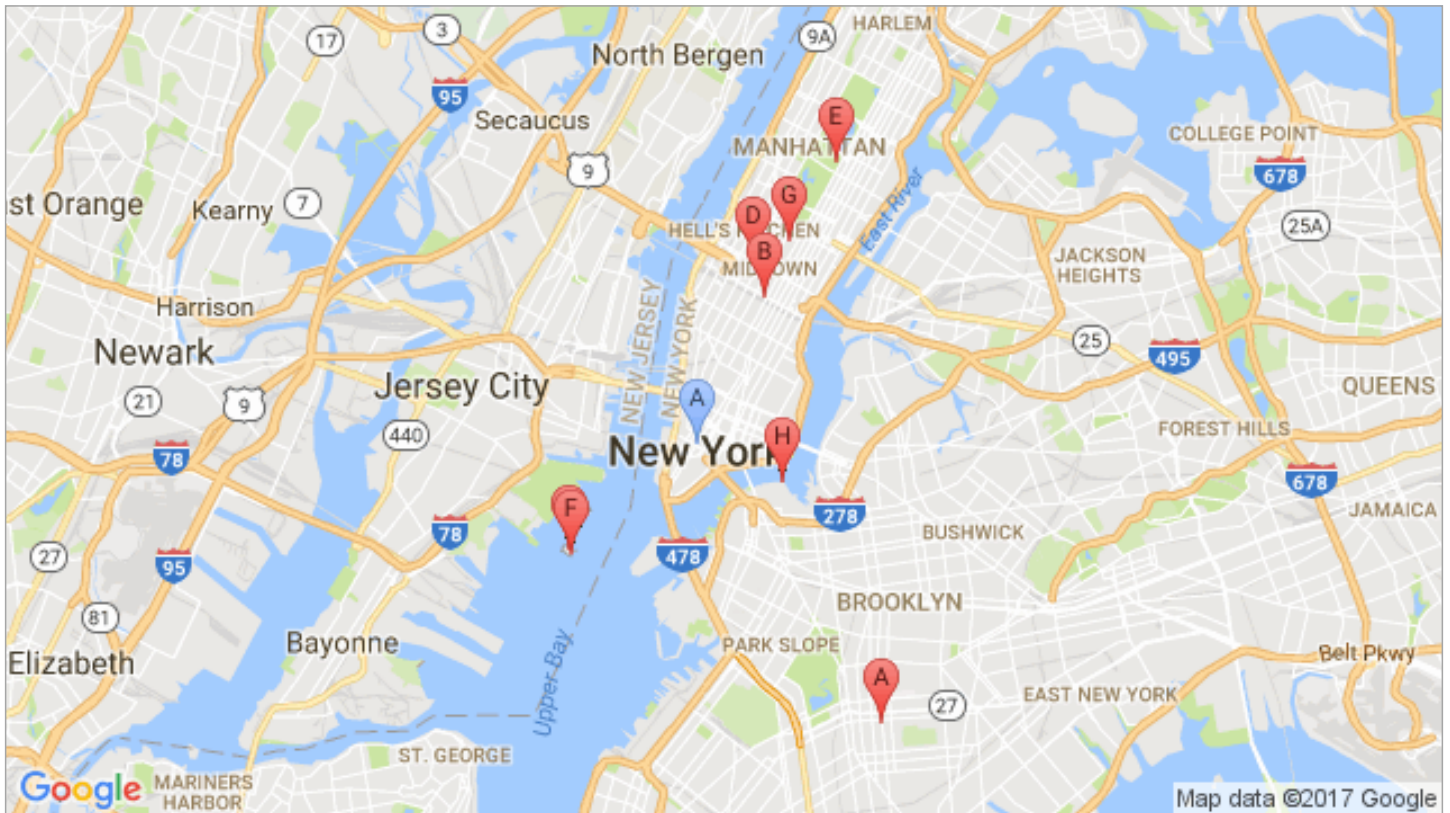 HARLEM
3
17
9A
North Bergen
95
Secaucus
E
COLLEGE POINT
MANHATTAN
9
678
st Orange
Kearny
7
G
D
East River
25A
HELL'S KITCHEN
B
MIDTOWN
JACKSON
HEIGHTS
Harrison
NEW JERSEY
NEW YORK
25
Newark
495
Jersey City
QUEENS
A
21
9
440
H
FOREST HILLS
New York
78
678
F
278
JAMAICA
78
BUSHWICK
27
95
478
BROOKLYN
81
Bayonne
PARK SLOPE
Upper Bay
Elizabeth
Belt Pkwy
A
27
EAST NEW YORK
ST. GEORGE
Google
MARINERS
HARBOR
Map data ©2017 Google